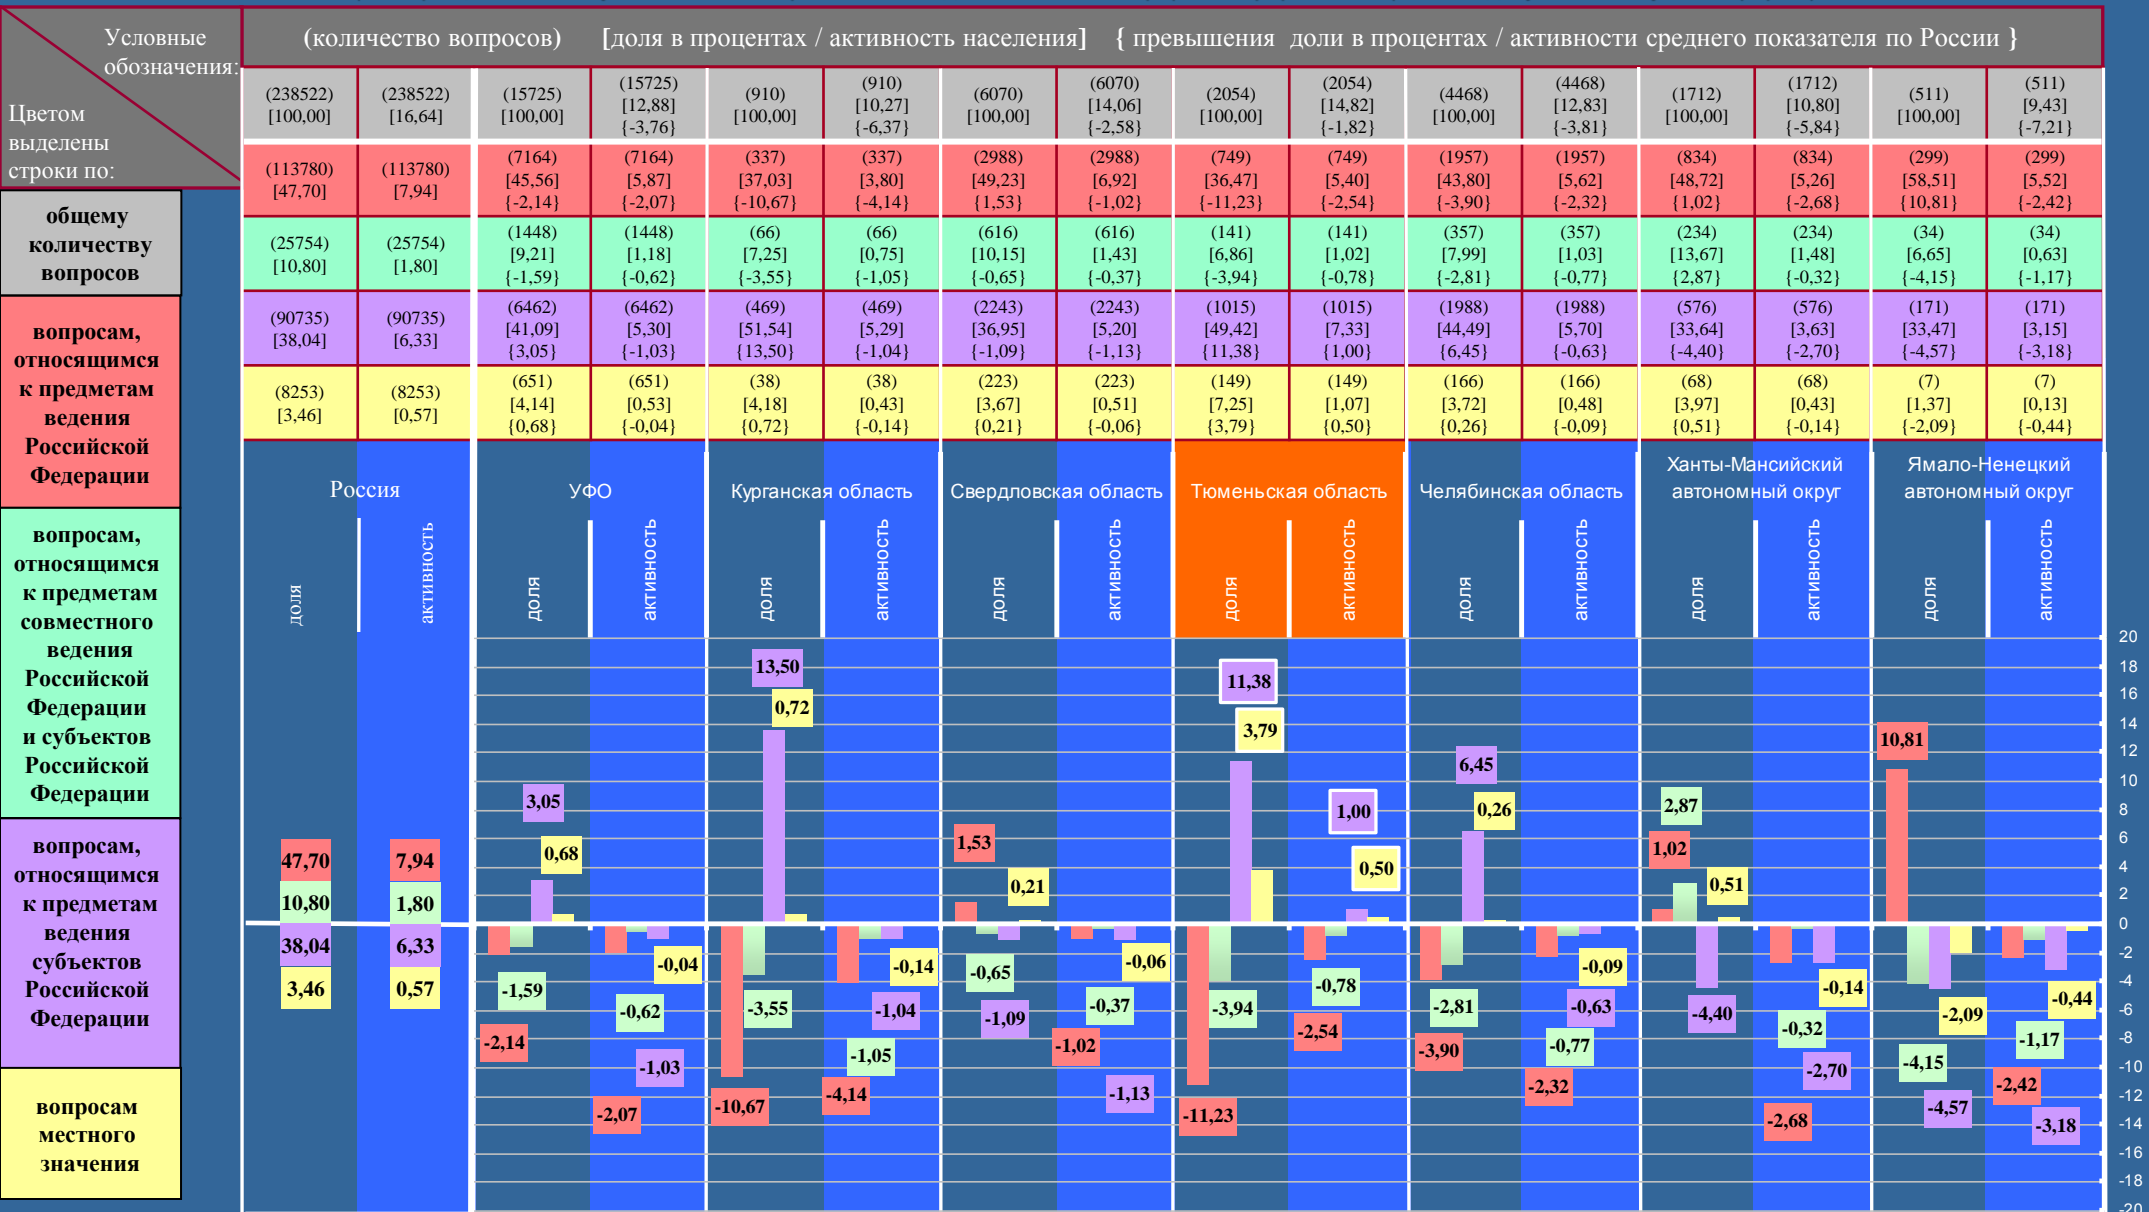 Условные
обозначения:
Цветом
выделены
строки по:
(количество вопросов) [доля в процентах / активность населения] { превышения доли в процентах / активности среднего показателя по России }
(238522) (238522) (15725) (15725) (910) (910) (6070) (6070) (2054) (2054) (4468) (4468) (1712) (1712) (511) (511)
[100,00] [16,64] [100,00] [12,88] [100,00] [10,27] [100,00] [14,06] [100,00] [14,82] [100,00] [12,83] [100,00] [10,80] [100,00] [9,43]
{-3,76} {-6,37} {-2,58} {-1,82} {-3,81} {-5,84} {-7,21}
(113780) (113780) (7164) (7164) (337) (337) (2988) (2988) (749) (749) (1957) (1957) (834) (834) (299) (299)
[47,70] [7,94] [45,56] [5,87] [37,03] [3,80] [49,23] [6,92] [36,47] [5,40] [43,80] [5,62] [48,72] [5,26] [58,51] [5,52]
{-2,14} {-2,07} {-10,67} {-4,14} {1,53} {-1,02} {-11,23} {-2,54} {-3,90} {-2,32} {1,02} {-2,68} {10,81} {-2,42}
(25754) (25754) (1448) (1448) (66) (66) (616) (616) (141) (141) (357) (357) (234) (234) (34) (34)
[10,80] [1,80] [9,21] [1,18] [7,25] [0,75] [10,15] [1,43] [6,86] [1,02] [7,99] [1,03] [13,67] [1,48] [6,65] [0,63]
{-1,59} {-0,62} {-3,55} {-1,05} {-0,65} {-0,37} {-3,94} {-0,78} {-2,81} {-0,77} {2,87} {-0,32} {-4,15} {-1,17}
(90735) (90735) (6462) (6462) (469) (469) (2243) (2243) (1015) (1015) (1988) (1988) (576) (576) (171) (171)
[38,04] [6,33] [41,09] [5,30] [51,54] [5,29] [36,95] [5,20] [49,42] [7,33] [44,49] [5,70] [33,64] [3,63] [33,47] [3,15]
{3,05} {-1,03} {13,50} {-1,04} {-1,09} {-1,13} {11,38} {1,00} {6,45} {-0,63} {-4,40} {-2,70} {-4,57} {-3,18}
(8253) (8253) (651) (651) (38) (38) (223) (223) (149) (149) (166) (166) (68) (68) (7) (7)
[3,46] [0,57] [4,14] [0,53] [4,18] [0,43] [3,67] [0,51] [7,25] [1,07] [3,72] [0,48] [3,97] [0,43] [1,37] [0,13]
{0,68} {-0,04} {0,72} {-0,14} {0,21} {-0,06} {3,79} {0,50} {0,26} {-0,09} {0,51} {-0,14} {-2,09} {-0,44}
общему
количеству
вопросов
вопросам,
относящимся
к предметам
ведения
Российской
Федерации
вопросам,
относящимся
к предметам
совместного
ведения
Российской
Федерации
и субъектов
Российской
Федерации
вопросам,
относящимся
к предметам
ведения
субъектов
Российской
Федерации
вопросам
местного
значения
Россия
УФО
Курганская область
Свердловская область
Тюменьская область
Челябинская область
Ханты-Мансийский
автономный округ
Ямало-Ненецкий
автономный округ
доля активность доля активность доля активность доля активность доля активность доля активность доля активность доля активность
47,70
10,80
38,04
3,46
7,94
1,80
6,33
0,57
3,05
0,68
-1,59
-2,14
-0,04
-0,62
-1,03
-2,07
13,50
0,72
-3,55
-10,67
-0,14
-1,04
-1,05
-4,14
1,53
0,21
-0,65
-1,09
-0,06
-0,37
-1,02
-1,13
11,38
3,79
-3,94
-11,23
1,00
0,50
-0,78
-2,54
6,45
0,26
-2,81
-3,90
-0,09
-0,63
-0,77
-2,32
2,87
1,02
0,51
-4,40
-0,14
-0,32
-2,70
-2,68
10,81
-2,09
-4,15
-4,57
-0,44
-1,17
-2,42
-3,18
20
18
16
14
12
10
8
6
4
2
0
-2
-4
-6
-8
-10
-12
-14
-16
-18
-20